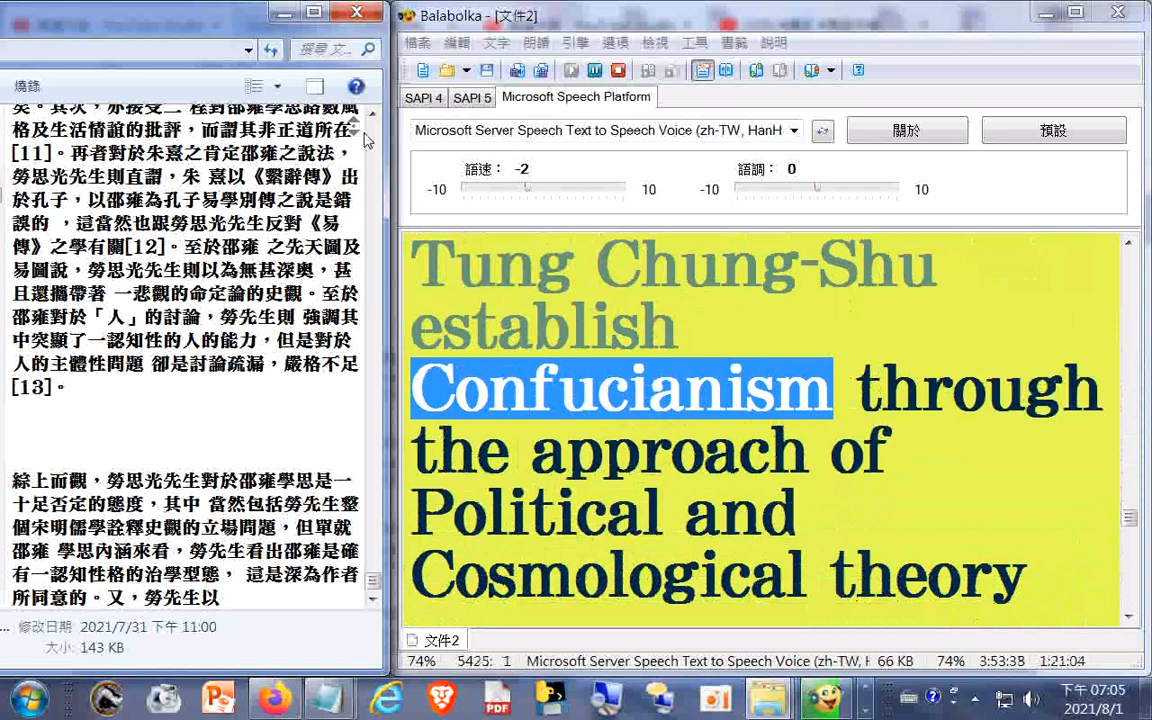 搜尋 文...
燒錄
矣。其次，亦接受二 程對邵雍學思路數風
格及生活情誼的批評，而謂其非正道所在
[11]。再者對於朱熹之肯定邵雍之說法，
勞思光先生則直謂，朱 熹以《繫辭傳》出
於孔子，以邵雍為孔子易學別傳之說是錯
誤的 ，這當然也跟勞思光先生反對《易
傳》之學有關[12]。至於邵雍 之先天圖及
易圖說，勞思光先生則以為無甚深奧，甚
且還攜帶著 一悲觀的命定論的史觀。至於
邵雍對於「人」的討論，勞先生則 強調其
中突顯了一認知性的人的能力，但是對於
人的主體性問題 卻是討論疏漏，嚴格不足
[13]。
綜上而觀，勞思光先生對於邵雍學思是一
十足否定的態度，其中 當然包括勞先生整
個宋明儒學詮釋史觀的立場問題，但單就
邵雍 學思內涵來看，勞先生看出邵雍是確
有一認知性格的治學型態， 這是深為作者
所同意的。又，勞先生以
... 修改日期: 2021/7/31 下午 11:00
大小: 143 KB
Balabolka - [文件2]
檔案 編輯 文字 朗讀 引擎 選項 檢視 工具 書籤 說明
SAPI 4 SAPI 5 Microsoft Speech Platform
Microsoft Server Speech Text to Speech Voice (zh-TW, HanH
關於 預設
語速： -2 語調： 0
-10 10 -10 10
Tung Chung-Shu
establish
Confucianism through
the approach of
Political and
Cosmological theory
文件2
74% 5425: 1 Microsoft Server Speech Text to Speech Voice (zh-TW, H 66 KB 74% 3:53:38 1:21:04
PDF
下午 07:05
2021/8/1